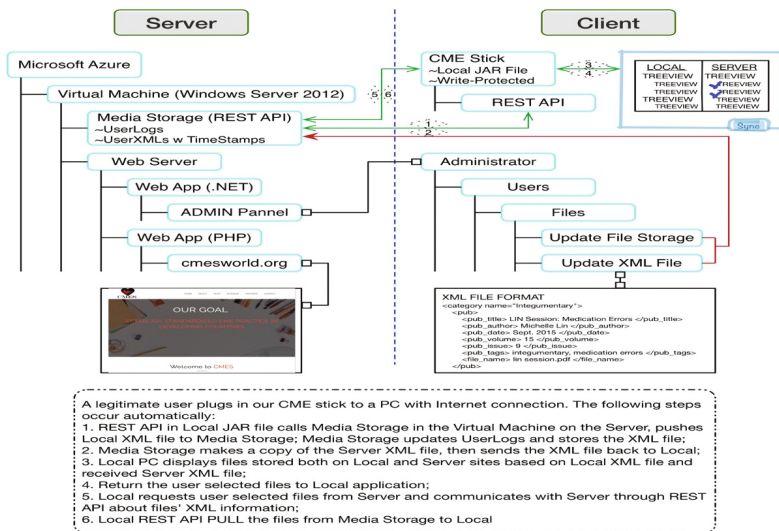 Server
Client
Microsoft Azure
Virtual Machine (Windows Server 2012)
Media Storage (REST API)
~UserLogs
~UserXMLs w TimeStamps
Web Server
Web App (.NET)
ADMIN Pannel
Web App (PHP)
cmesworld.org
CMES
OUR GOAL
Welcome to CMES
CME Stick
~Local JAR File
~Write-Protected
REST API
3
4
5 6
1
2
LOCAL SERVER
TREEVIEW TREEVIEW
TREEVIEW TREEVIEW
TREEVIEW TREEVIEW
TREEVIEW TREEVIEW
TREEVIEW TREEVIEW
Sync
Administrator
Users
Files
Update File Storage
Update XML File
XML FILE FORMAT
<category name="Integumentary">
<pub>
<pub_title> LIN Session: Medication Errors </pub_title>
<pub_author> Michelle Lin </pub_author>
<pub_date> Sept. 2015 </pub_date>
<pub_volume> 15 </pub_volume>
<pub_issue> 9 </pub_issue>
<pub_tags> integumentary, medication errors </pub_tags>
<file_name> lin session.pdf </file_name>
</pub>
A legitimate user plugs in our CME stick to a PC with Internet connection. The following steps
occur automatically:
1. REST API in Local JAR file calls Media Storage in the Virtual Machine on the Server, pushes
Local XML file to Media Storage; Media Storage updates UserLogs and stores the XML file;
2. Media Storage makes a copy of the Server XML file, then sends the XML file back to Local;
3. Local PC displays files stored both on Local and Server sites based on Local XML file and
received Server XML file;
4. Return the user selected files to Local application;
5. Local requests user selected files from Server and communicates with Server through REST
API about files' XML information;
6. Local REST API PULL the files from Media Storage to Local